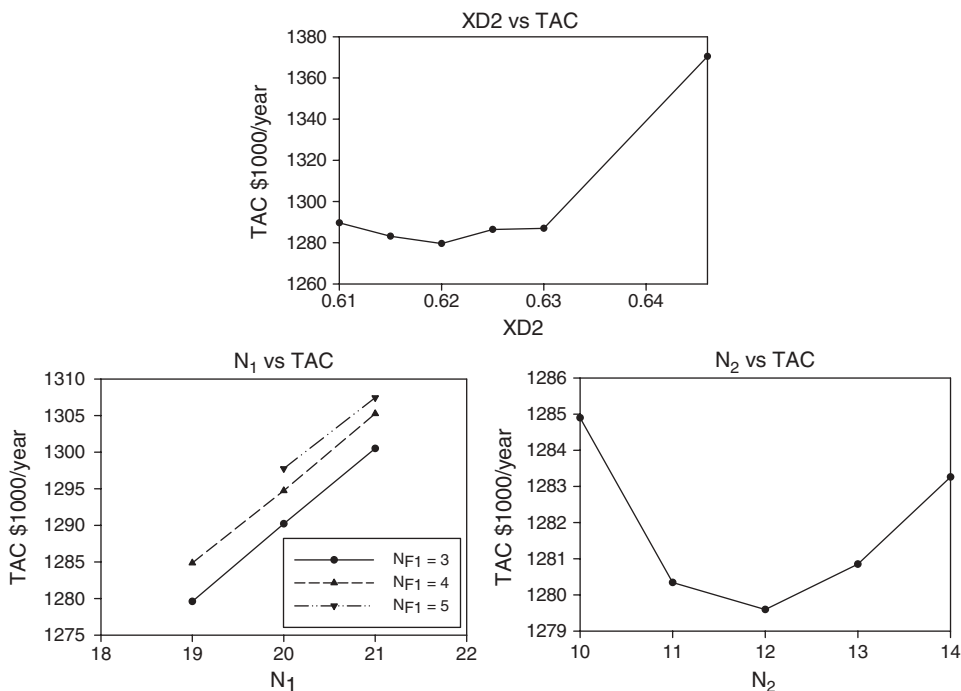 XD2 vs TAC
TAC $1000/year
1380
1360
1340
1320
1300
1280
1260
0.61 0.62 0.63 0.64
XD2
N1 vs TAC
TAC $1000/year
1310
1305
1300
1295
1290
1285
1280
1275
18 19 20 21 22
N1
NF1 = 3
NF1 = 4
NF1 = 5
N2 vs TAC
TAC $1000/year
1286
1285
1284
1283
1282
1281
1280
1279
10 11 12 13 14
N2